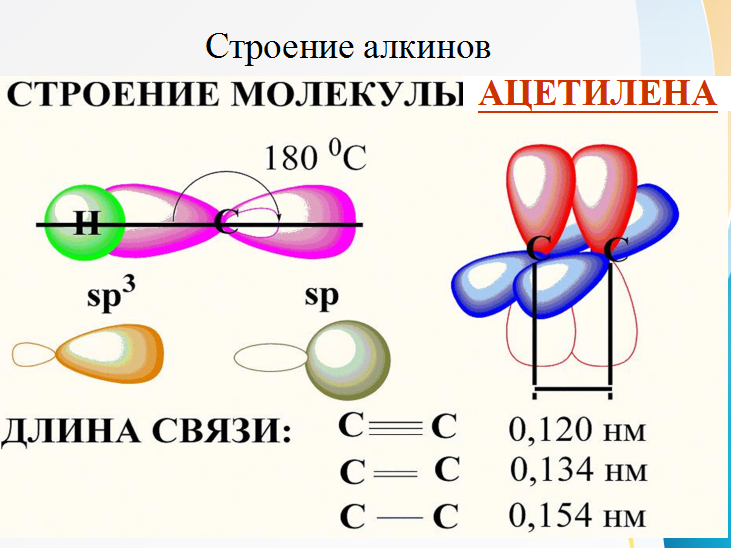 Строение алкинов
СТРОЕНИЕ МОЛЕКУЛЫ АЦЕТИЛЕНА
180 ⁰C
H C
C C
sp³ sp
ДЛИНА СВЯЗИ: C ≡ C 0,120 нм
C = C 0,134 нм
C — C 0,154 нм